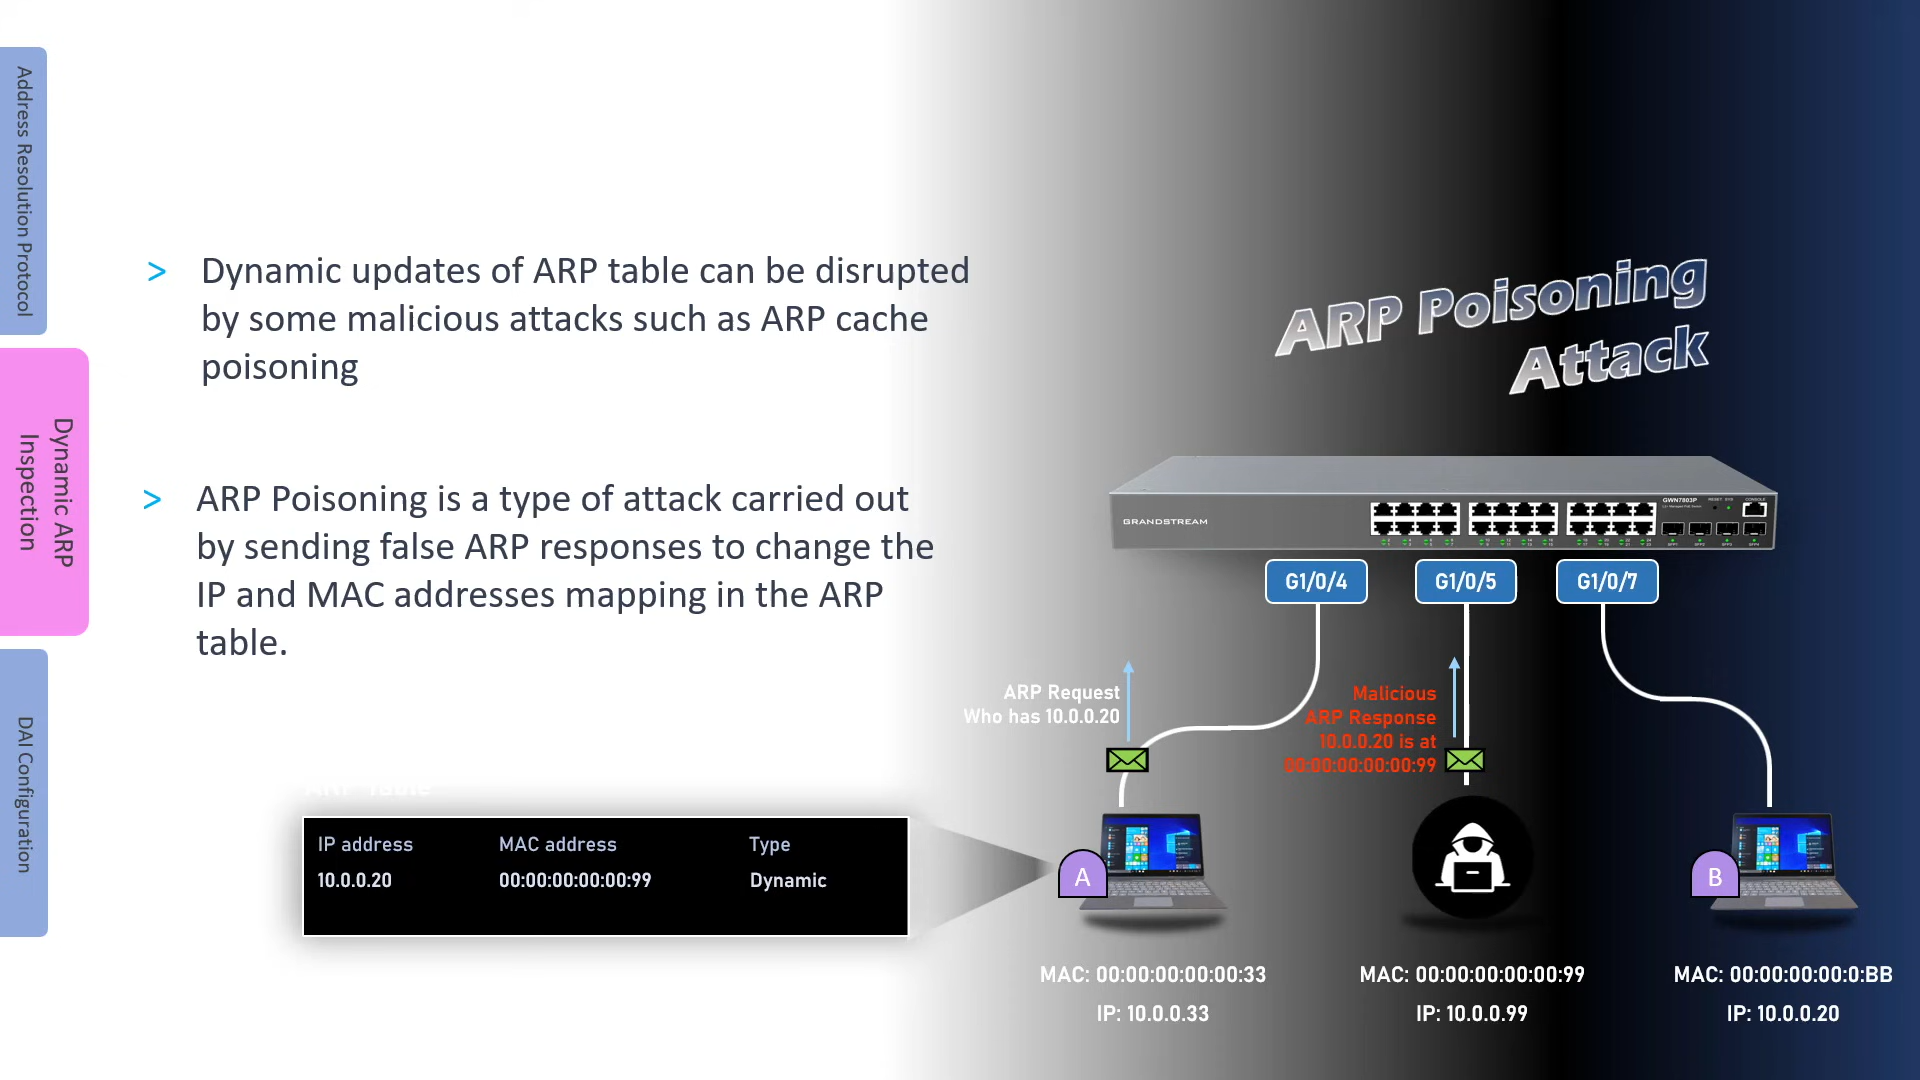 Address Resolution Protocol
Dynamic ARP
Inspection
DAI Configuration
> Dynamic updates of ARP table can be disrupted
by some malicious attacks such as ARP cache
poisoning
> ARP Poisoning is a type of attack carried out
by sending false ARP responses to change the
IP and MAC addresses mapping in the ARP
table.
ARP Poisoning
Attack
GRANDSTREAM
GWN7803P
RESET SYS
CONSOLE
G1/0/4
G1/0/5
G1/0/7
ARP Request
Who has 10.0.0.20
Malicious
ARP Response
10.0.0.20 is at
00:00:00:00:00:99
ARP Table
IP address MAC address Type
10.0.0.20 00:00:00:00:00:99 Dynamic
A
B
MAC: 00:00:00:00:00:33
IP: 10.0.0.33
MAC: 00:00:00:00:00:99
IP: 10.0.0.99
MAC: 00:00:00:00:0:BB
IP: 10.0.0.20